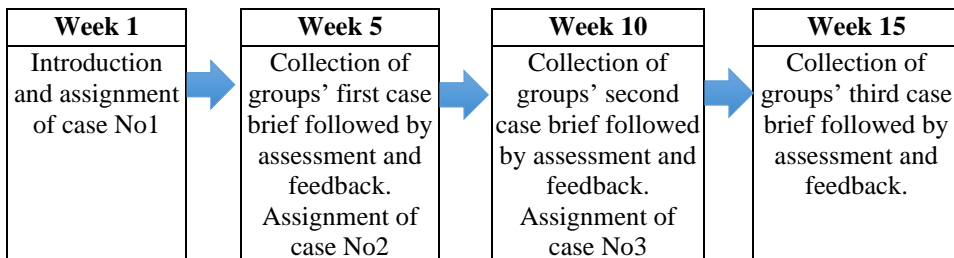 Week 1
Introduction
and assignment
of case No1
Week 5
Collection of
groups’ first case
brief followed by
assessment and
feedback.
Assignment of
case No2
Week 10
Collection of
groups’ second
case brief followed
by assessment and
feedback.
Assignment of
case No3
Week 15
Collection of
groups’ third case
brief followed by
assessment and
feedback.